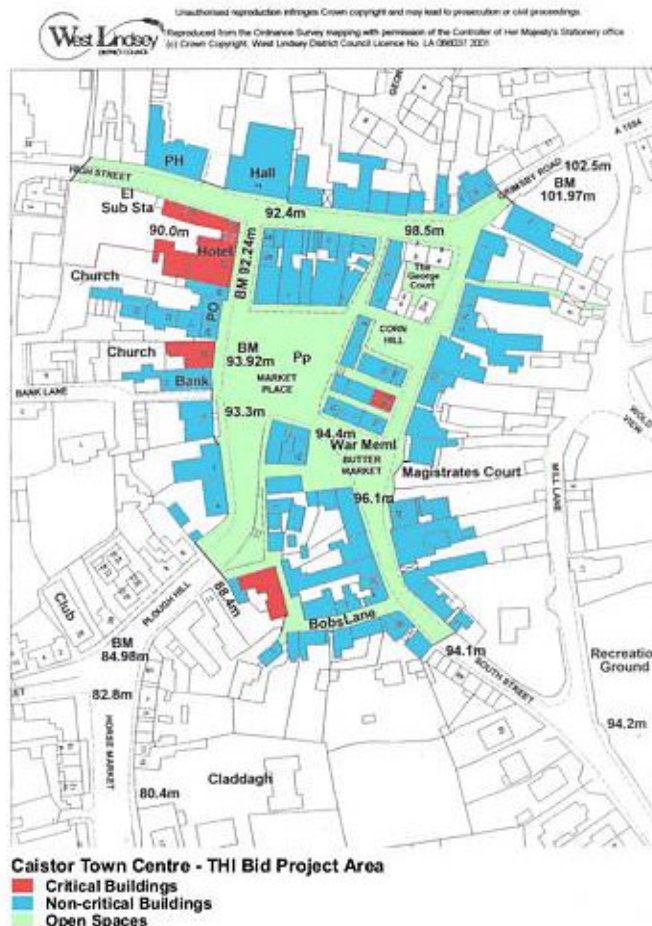 Unauthorised reproduction infringes Crown copyright and may lead to prosecution or civil proceedings.
West Lindsey
DISTRICT COUNCIL
Reproduced from the Ordnance Survey mapping with permission of the Controller of Her Majesty's Stationery office
(c) Crown Copyright. West Lindsey District Council Licence No. LA 2001
A 1084
PH
Hall
HIGH STREET
GRIMSBY ROAD
102.5m
BM
101.97m
El
Sub Sta
92.4m
98.5m
90.0m
Hotel
BM 92.24m
The
George
Court
Church
PO
CORN
HILL
Church
BM
93.92m
Pp
MARKET
PLACE
Bank
BANK LANE
93.3m
94.4m
War Meml
BUTTER
MARKET
WOLD
VIEW
Magistrates Court
96.1m
MILL LANE
Club
PLOUGH HILL
88.4m
BobsLane
BM
84.98m
94.1m
Recreation
Ground
SOUTH STREET
82.8m
94.2m
HORSE MARKET
Claddagh
80.4m
Caistor Town Centre - THI Bid Project Area
Critical Buildings
Non-critical Buildings
Open Spaces